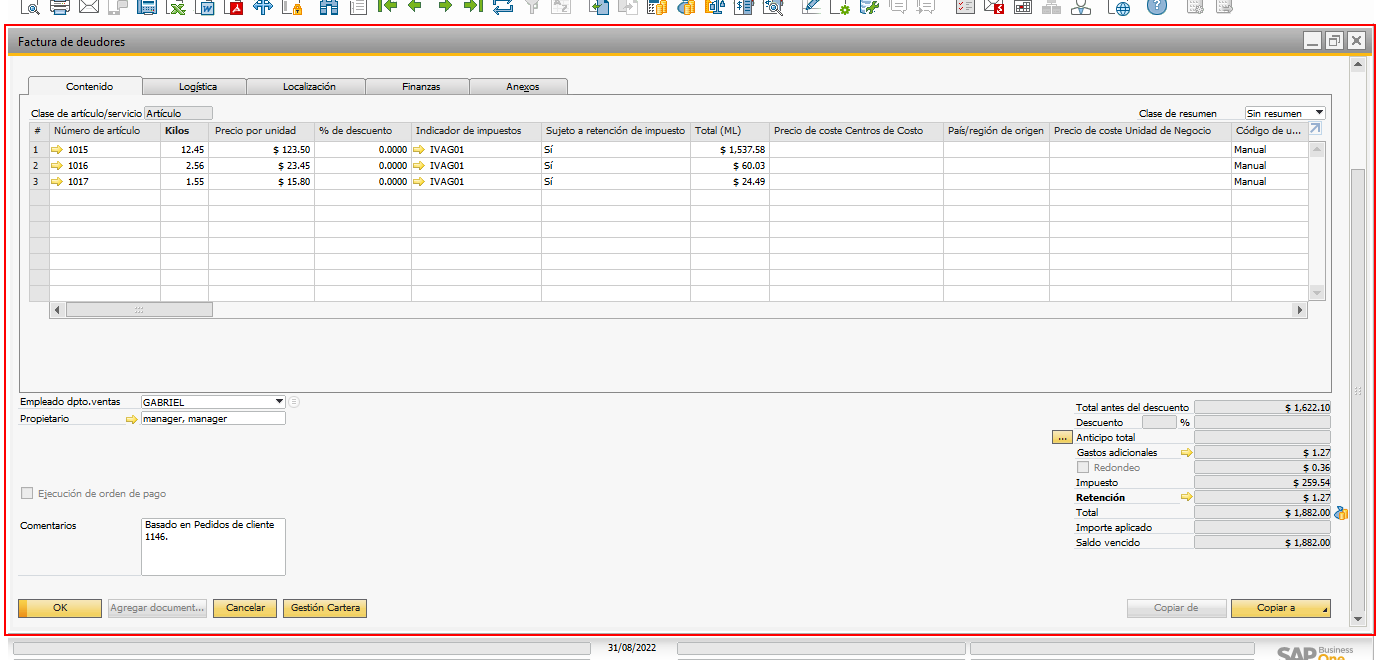 Factura de deudores
Contenido Logística Localización Finanzas Anexos
Clase de artículo/servicio Artículo Clase de resumen Sin resumen
# Número de artículo Kilos Precio por unidad % de descuento Indicador de impuestos Sujeto a retención de impuesto Total (ML) Precio de coste Centros de Costo País/región de origen Precio de coste Unidad de Negocio Código de u...
1 1015 12.45 $ 123.50 0.0000 IVAG01 Sí $ 1,537.58 Manual
2 1016 2.56 $ 23.45 0.0000 IVAG01 Sí $ 60.03 Manual
3 1017 1.55 $ 15.80 0.0000 IVAG01 Sí $ 24.49 Manual
Empleado dpto.ventas GABRIEL
Propietario manager, manager
Total antes del descuento $ 1,622.10
Descuento %
... Anticipo total
Gastos adicionales $ 1.27
Redondeo $ 0.36
Impuesto $ 259.54
Retención $ 1.27
Total $ 1,882.00
Importe aplicado
Saldo vencido $ 1,882.00
Ejecución de orden de pago
Comentarios Basado en Pedidos de cliente
1146.
OK Agregar document... Cancelar Gestión Cartera Copiar de Copiar a
31/08/2022
SAP Business
One